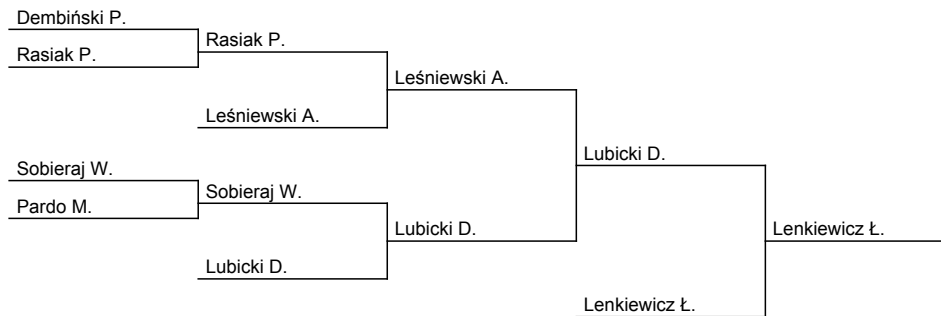 Dembiński P.
Rasiak P.
Rasiak P.
Leśniewski A.
Leśniewski A.
Lubicki D.
Sobieraj W.
Sobieraj W.
Pardo M.
Lubicki D.
Lenkiewicz Ł.
Lubicki D.
Lenkiewicz Ł.